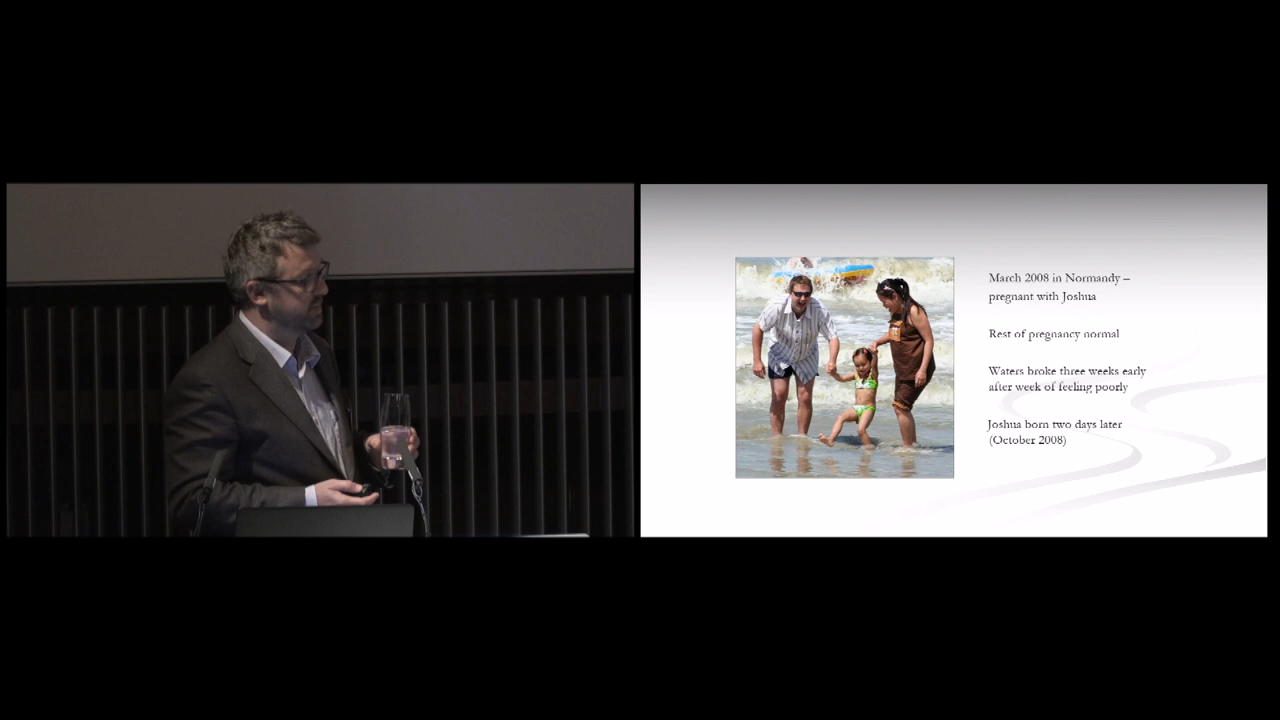 March 2008 in Normandy –
pregnant with Joshua
Rest of pregnancy normal
Waters broke three weeks early
after week of feeling poorly
Joshua born two days later
(October 2008)